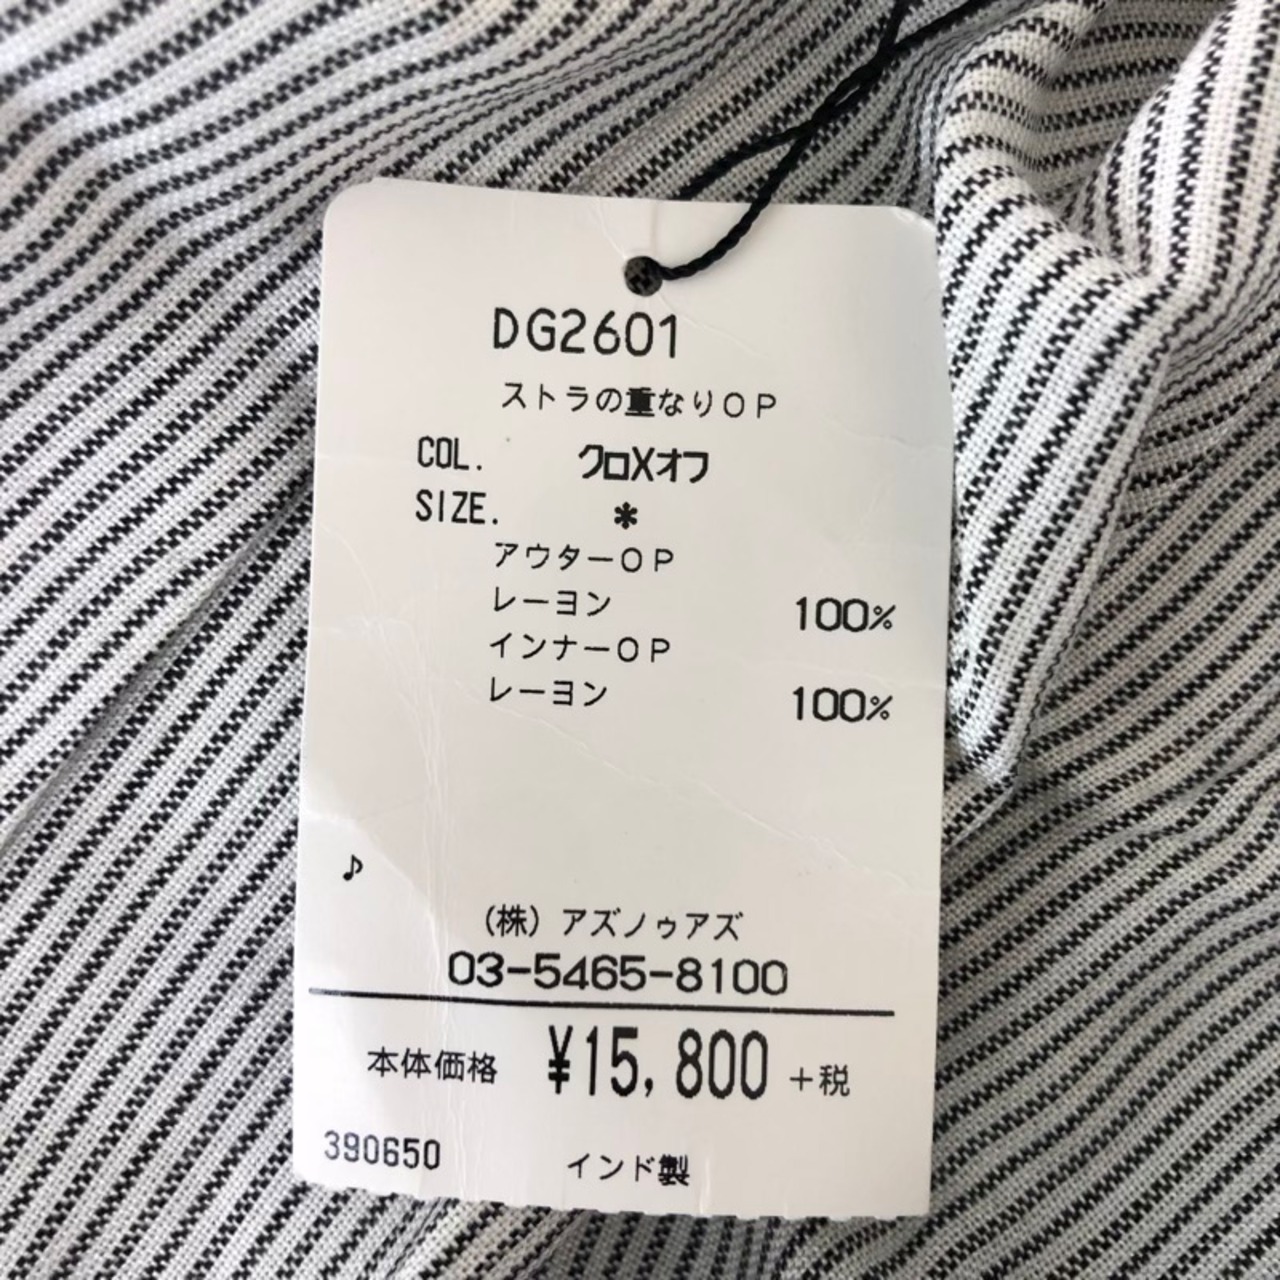 DG2601
ストラの重なりOP
COL. クロXオフ
SIZE. *
アウターOP
レーヨン 100%
インナーOP
レーヨン 100%
♪
(株) アズノゥアズ
03-5465-8100
本体価格 ¥15,800 +税
390650 インド製